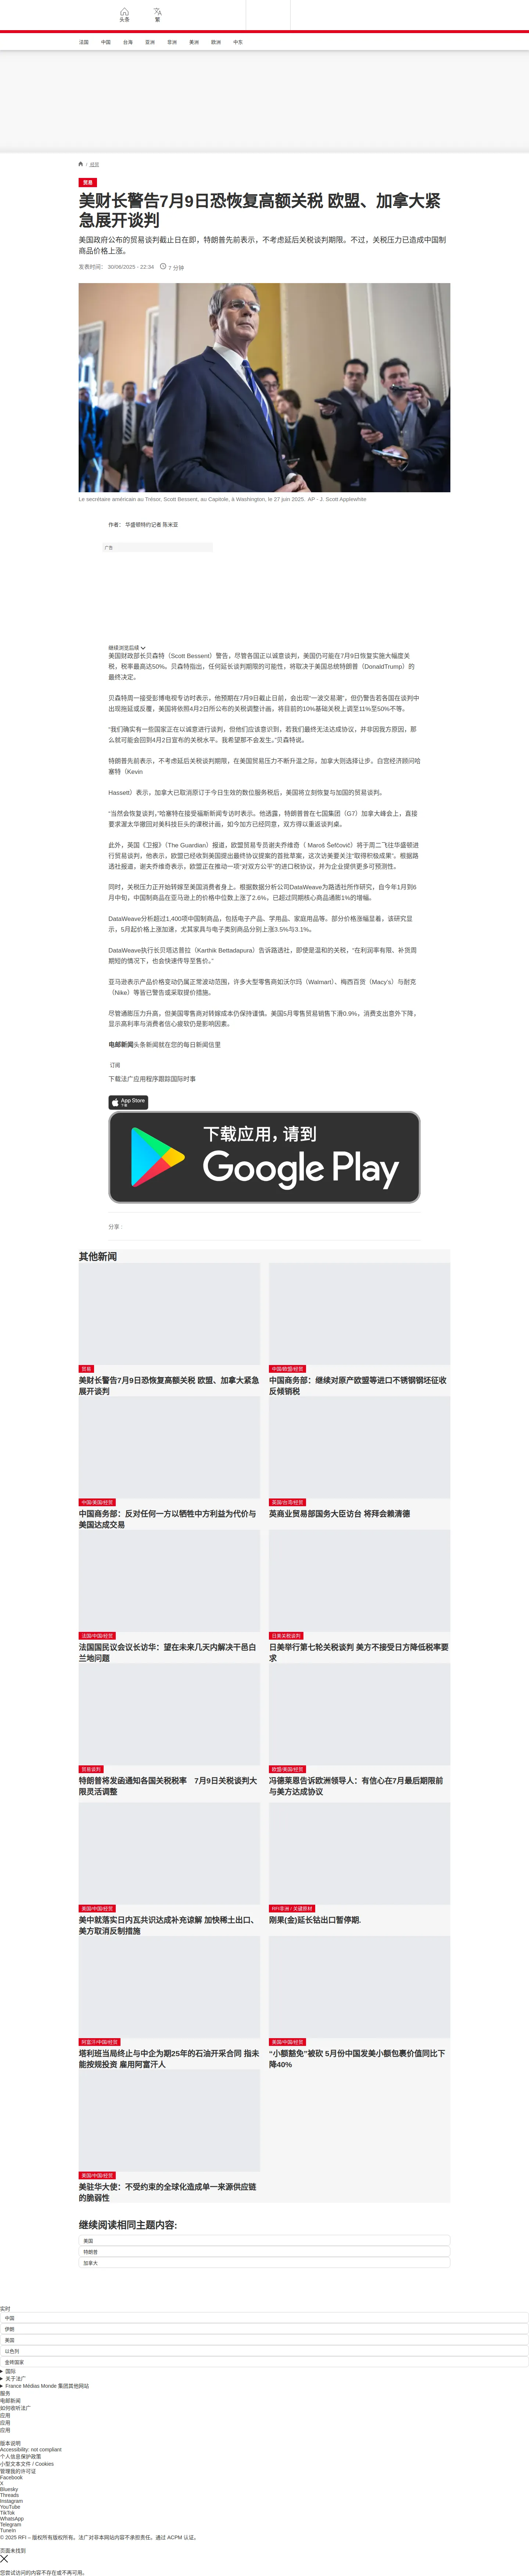 头条
繁
法国
中国
台海
亚洲
非洲
美洲
欧洲
中东
/ 经贸
贸易
美财长警告7月9日恐恢复高额关税 欧盟、加拿大紧
急展开谈判
美国政府公布的贸易谈判截止日在即，特朗普先前表示，不考虑延后关税谈判期限。不过，关税压力已造成中国制
商品价格上涨。
发表时间： 30/06/2025 - 22:34
7 分钟
Le secrétaire américain au Trésor, Scott Bessent, au Capitole, à Washington, le 27 juin 2025. AP - J. Scott Applewhite
作者： 华盛顿特约记者 陈米亚
广告
继续浏览后续
美国财政部长贝森特（Scott Bessent）警告，尽管各国正以诚意谈判，美国仍可能在7月9日恢复实施大幅度关
税，税率最高达50%。贝森特指出，任何延长谈判期限的可能性，将取决于美国总统特朗普（DonaldTrump）的
最终决定。
贝森特周一接受彭博电视专访时表示，他预期在7月9日截止日前，会出现“一波交易潮”，但仍警告若各国在谈判中
出现拖延或反覆，美国将依照4月2日所公布的关税调整计画，将目前的10%基础关税上调至11%至50%不等。
“我们确实有一些国家正在以诚意进行谈判，但他们应该意识到，若我们最终无法达成协议，并非因我方原因，那
么就可能会回到4月2日宣布的关税水平。我希望那不会发生。”贝森特说。
特朗普先前表示，不考虑延后关税谈判期限，在美国贸易压力不断升温之际，加拿大则选择让步，白宫经济顾问哈
塞特（Kevin
Hassett）表示，加拿大已取消原订于今日生效的数位服务税后，美国将立刻恢复与加国的贸易谈判。
“当然会恢复谈判，”哈塞特在接受福斯新闻专访时表示。他透露，特朗普曾在七国集团（G7）加拿大峰会上，直接
要求渥太华撤回对美科技巨头的课税计画，如今加方已经同意，双方得以重返谈判桌。
此外，英国《卫报》（The Guardian）报道，欧盟贸易专员谢夫乔维奇（ Maroš Šefčovič）将于周二飞往华盛顿进
行贸易谈判。他表示，欧盟已经收到美国提出最终协议提案的首批草案，这次访美要关注“取得积极成果”。根据路
透社报道，谢夫乔维奇表示，欧盟正在推动一项“对双方公平”的进口税协议，并为企业提供更多可预测性。
同时，关税压力正开始转嫁至美国消费者身上。根据数据分析公司DataWeave为路透社所作研究，自今年1月到6
月中旬，中国制商品在亚马逊上的价格中位数上涨了2.6%，已超过同期核心商品通膨1%的增幅。
DataWeave分析超过1,400项中国制商品，包括电子产品、学用品、家庭用品等。部分价格涨幅显着，该研究显
示，5月起价格上涨加速，尤其家具与电子类别商品分别上涨3.5%与3.1%。
DataWeave执行长贝塔达普拉（Karthik Bettadapura）告诉路透社，即使是温和的关税，“在利润率有限、补货周
期短的情况下，也会快速传导至售价。”
亚马逊表示产品价格变动仍属正常波动范围，许多大型零售商如沃尔玛（Walmart）、梅西百货（Macy's）与耐克
（Nike）等皆已警告或采取提价措施。
尽管通膨压力升高，但美国零售商对转嫁成本仍保持谨慎。美国5月零售贸易销售下滑0.9%，消费支出意外下降，
显示高利率与消费者信心疲软仍是影响因素。
电邮新闻头条新闻就在您的每日新闻信里
订阅
下载法广应用程序跟踪国际时事
App Store
下载应用，请到
Google Play
分享 :
其他新闻
贸易
美财长警告7月9日恐恢复高额关税 欧盟、加拿大紧急
展开谈判
中国/欧盟/经贸
中国商务部：继续对原产欧盟等进口不锈钢钢坯征收
反倾销税
中国/美国/经贸
中国商务部：反对任何一方以牺牲中方利益为代价与
美国达成交易
英国/台湾/经贸
英商业贸易部国务大臣访台 将拜会赖清德
法国/中国/经贸
法国国民议会议长访华：望在未来几天内解决干邑白
兰地问题
日美关税谈判
日美举行第七轮关税谈判 美方不接受日方降低税率要
求
贸易谈判
特朗普将发函通知各国关税税率　7月9日关税谈判大
限灵活调整
欧盟/美国/经贸
冯德莱恩告诉欧洲领导人：有信心在7月最后期限前
与美方达成协议
美国/中国/经贸
美中就落实日内瓦共识达成补充谅解 加快稀土出口、
美方取消反制措施
RFI非洲 / 关键原材
刚果(金)延长钴出口暂停期.
阿富汗/中国/经贸
塔利班当局终止与中企为期25年的石油开采合同 指未
能按规投资 雇用阿富汗人
美国/中国/经贸
“小额豁免”被砍 5月份中国发美小额包裹价值同比下
降40%
美国/中国/经贸
美驻华大使：不受约束的全球化造成单一来源供应链
的脆弱性
继续阅读相同主题内容:
美国
特朗普
加拿大
实时
中国
伊朗
美国
以色列
金砖国家
国际
关于法广
France Médias Monde 集团其他网站
服务
电邮新闻
如何收听法广
应用
应用
应用
版本说明
Accessibility: not compliant
个人信息保护政策
小型文本文件 / Cookies
管理我的许可证
Facebook
X
Bluesky
Threads
Instagram
YouTube
TikTok
WhatsApp
Telegram
TuneIn
© 2025 RFI – 版权所有版权所有。法广对非本网站内容不承担责任。通过 ACPM 认证。
页面未找到
您尝试访问的内容不存在或不再可用。